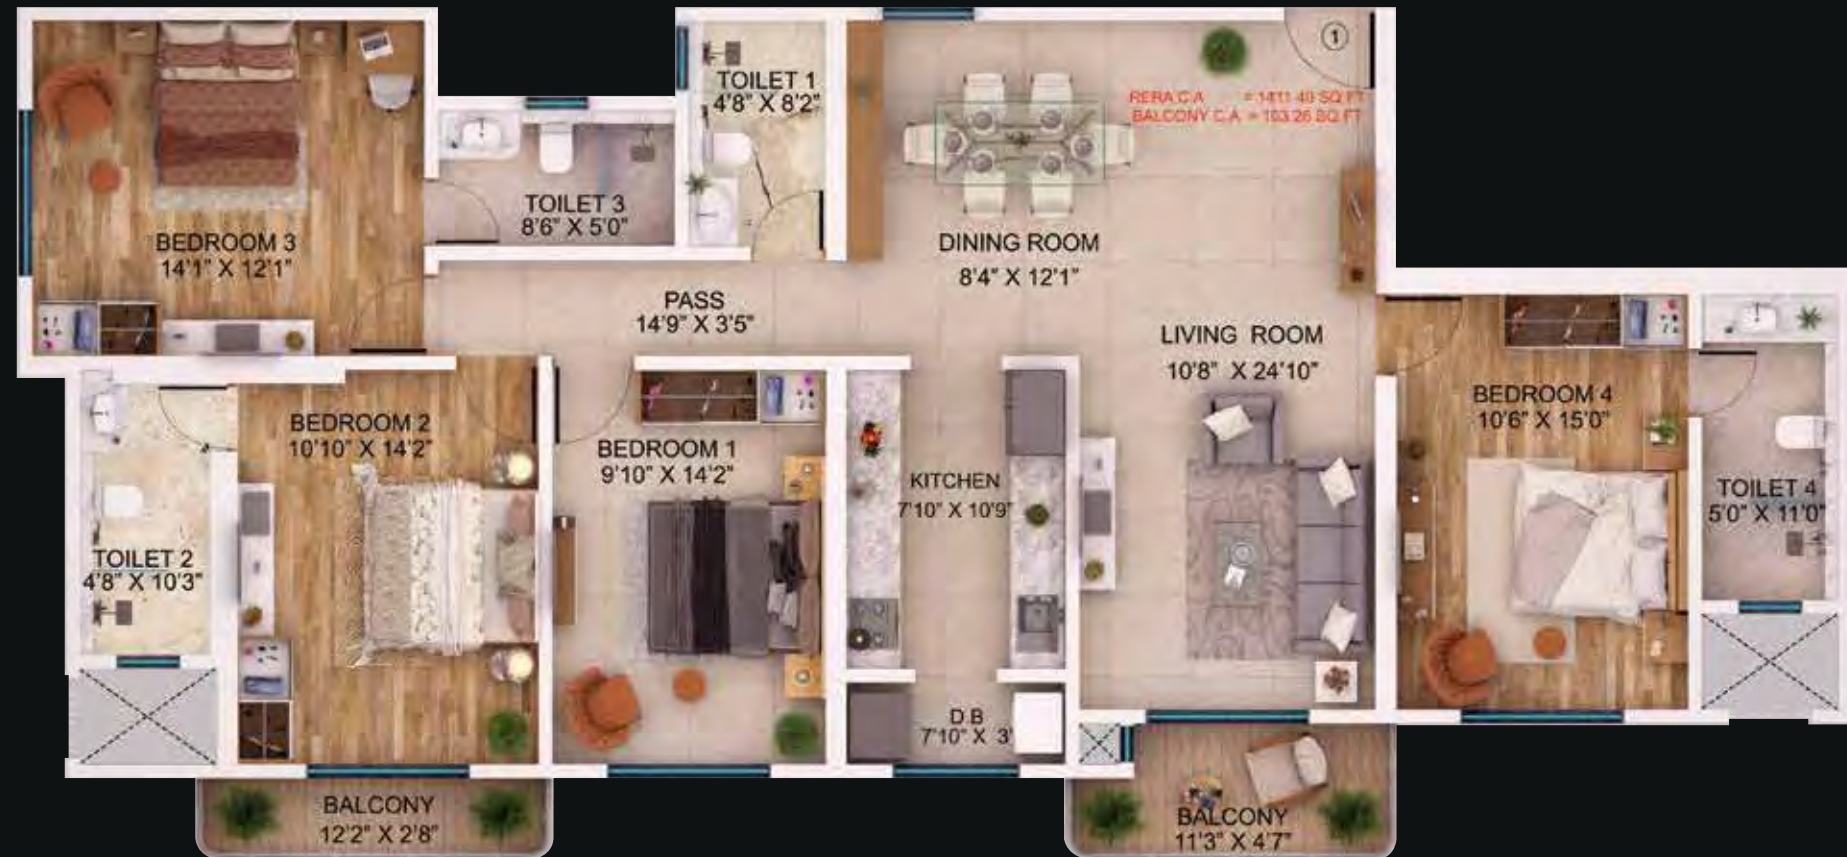 ①
TOILET 1
4'8" X 8'2"
RERA C.A = 1411.49 SQ FT
BALCONY C.A = 103.26 SQ FT
TOILET 3
8'6" X 5'0"
BEDROOM 3
14'1" X 12'1"
DINING ROOM
8'4" X 12'1"
PASS
14'9" X 3'5"
LIVING ROOM
10'8" X 24'10"
BEDROOM 2
10'10" X 14'2"
BEDROOM 1
9'10" X 14'2"
BEDROOM 4
10'6" X 15'0"
KITCHEN
7'10" X 10'9"
TOILET 4
5'0" X 11'0"
TOILET 2
4'8" X 10'3"
D B
7'10" X 3'
BALCONY
12'2" X 2'8"
BALCONY
11'3" X 4'7"